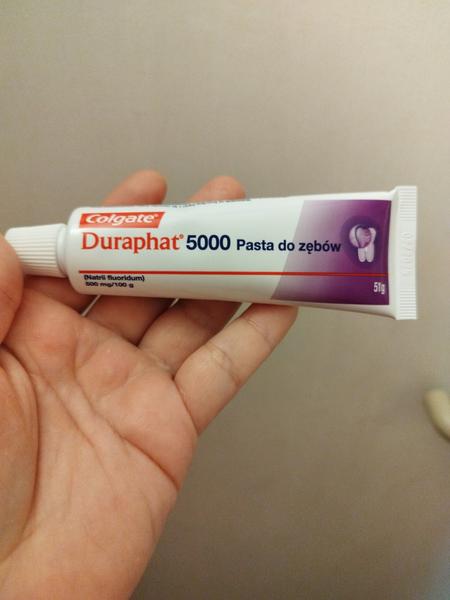 Colgate®
Duraphat® 5000 Pasta do zębów
(Natrii fluoridum)
500 mg/100 g
51g